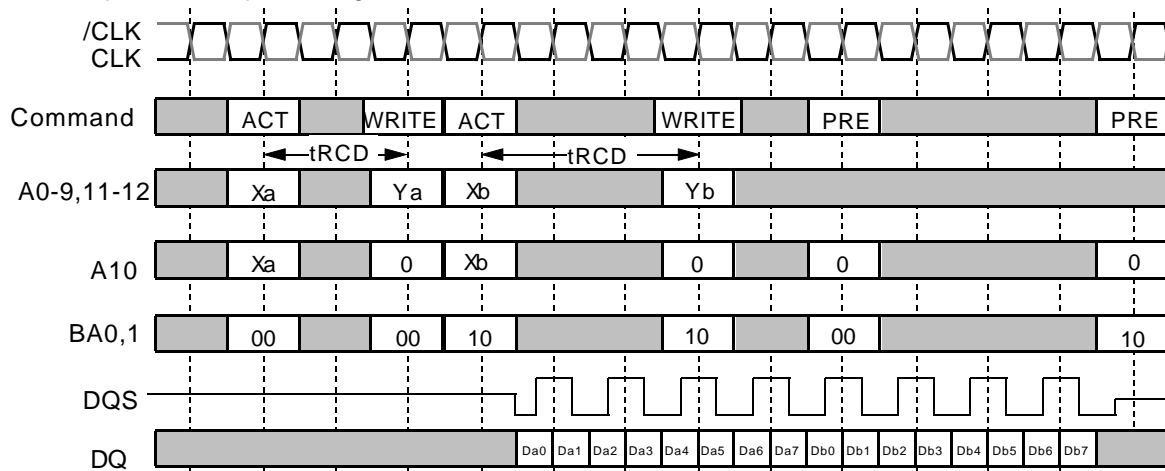 /CLK
CLK
Command ACT WRITE ACT WRITE PRE PRE
tRCD tRCD
A0-9,11-12 Xa Ya Xb Yb
A10 Xa 0 Xb 0 0 0
BA0,1 00 00 10 10 00 10
DQS
DQ Da0 Da1 Da2 Da3 Da4 Da5 Da6 Da7 Db0 Db1 Db2 Db3 Db4 Db5 Db6 Db7